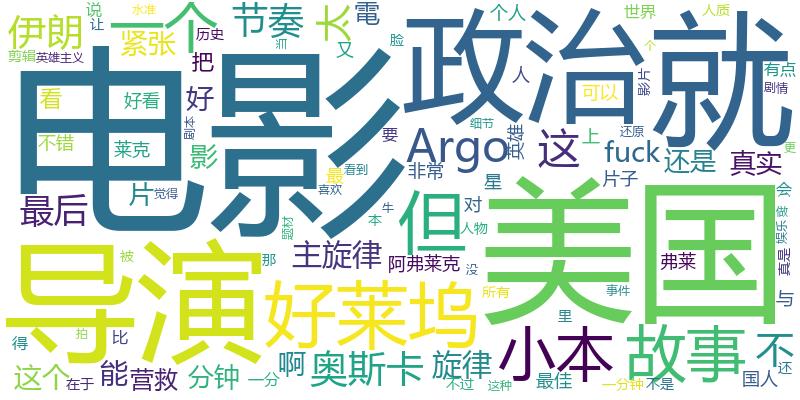 说 水准 个人 世界 人质
伊朗 让 一个 节奏 太 電 政治 就
剪辑 英雄主义 紧张 历史 把 又 脸 人 影片 有点 剧情
看 好看 电影 好 可以
不错 莱克 剧本 影 要 Argo 英雄 细节 这 上 还原 更
片 觉得 最 看到 非常 fuck 还是 真实
最后 喜欢 星 片子 会
导演 题材 本 牛 但 对 人物 美国 做 娱乐
被 那 主旋律 阿弗莱克 没 弗莱 真是
好莱坞 所有 事件 与
拍 里 小本 故事 不
得 比 啊 奥斯卡 旋律 还
这个 在于 能 营救 分钟 一分 不过 这种 最佳 一分钟 不是 国人